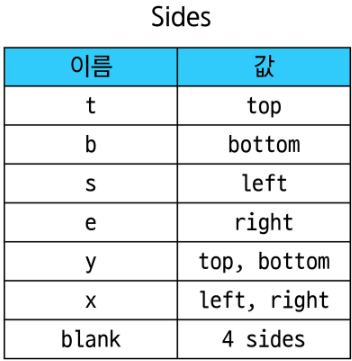 Sides
이름 값
t top
b bottom
s left
e right
y top, bottom
x left, right
blank 4 sides